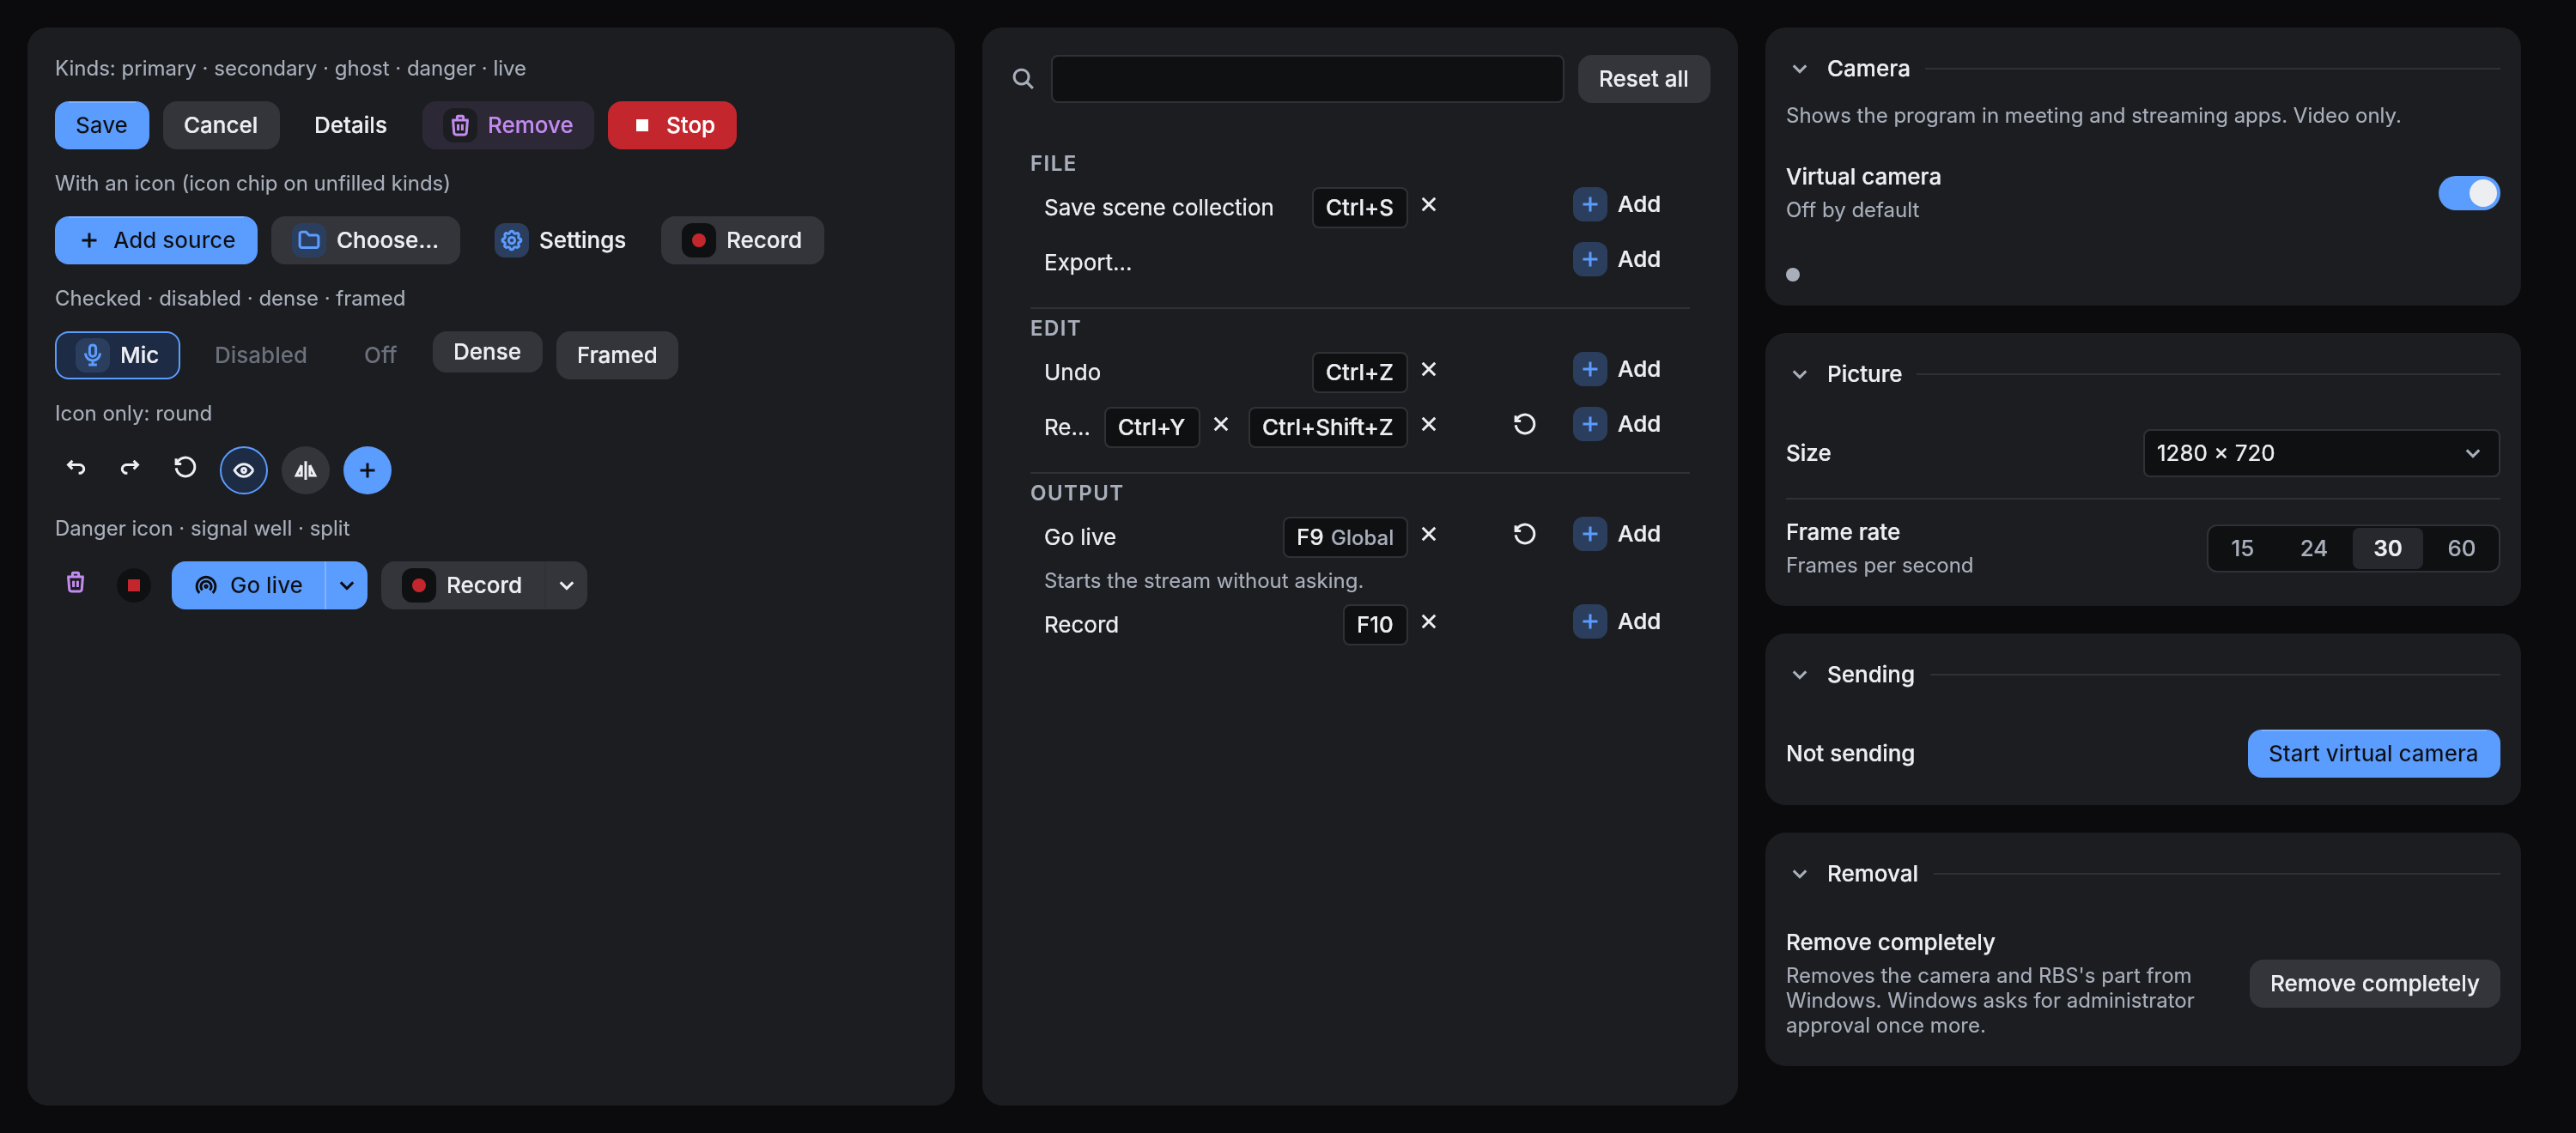 Kinds: primary · secondary · ghost · danger · live
Save Cancel Details Remove Stop
With an icon (icon chip on unfilled kinds)
Add source Choose... Settings Record
Checked · disabled · dense · framed
Mic Disabled Off Dense Framed
Icon only: round
Danger icon · signal well · split
Go live Record
Reset all
FILE
Save scene collection Ctrl+S Add
Export... Add
EDIT
Undo Ctrl+Z Add
Re... Ctrl+Y Ctrl+Shift+Z Add
OUTPUT
Go live F9 Global Add
Starts the stream without asking.
Record F10 Add
Camera
Shows the program in meeting and streaming apps. Video only.
Virtual camera
Off by default
Picture
Size 1280 × 720
Frame rate 15 24 30 60
Frames per second
Sending
Not sending Start virtual camera
Removal
Remove completely
Removes the camera and RBS's part from
Windows. Windows asks for administrator
approval once more.
Remove completely